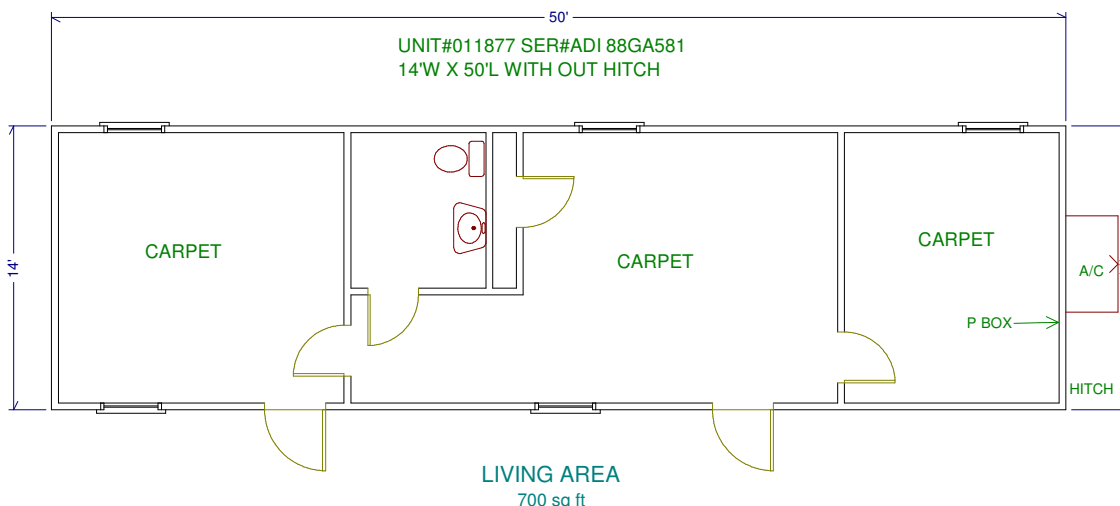 50'
UNIT#011877 SER#ADI 88GA581
14'W X 50'L WITH OUT HITCH
14'
CARPET
CARPET
CARPET
A/C
P BOX
HITCH
LIVING AREA
700 sq ft